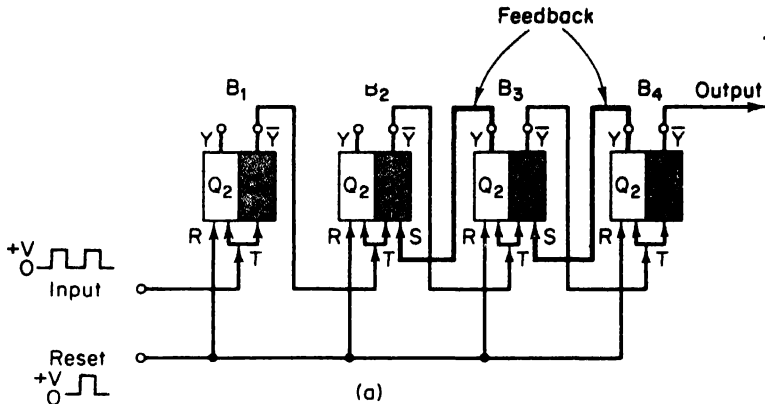 Feedback
B1 B2 B3 B4 Output
Y Y̅ Y Y̅ Y Y̅ Y Y̅
Q2 Q2 Q2 Q2
R R S R S R
+V
0
T T T T
Input
Reset
+V
0
(a)